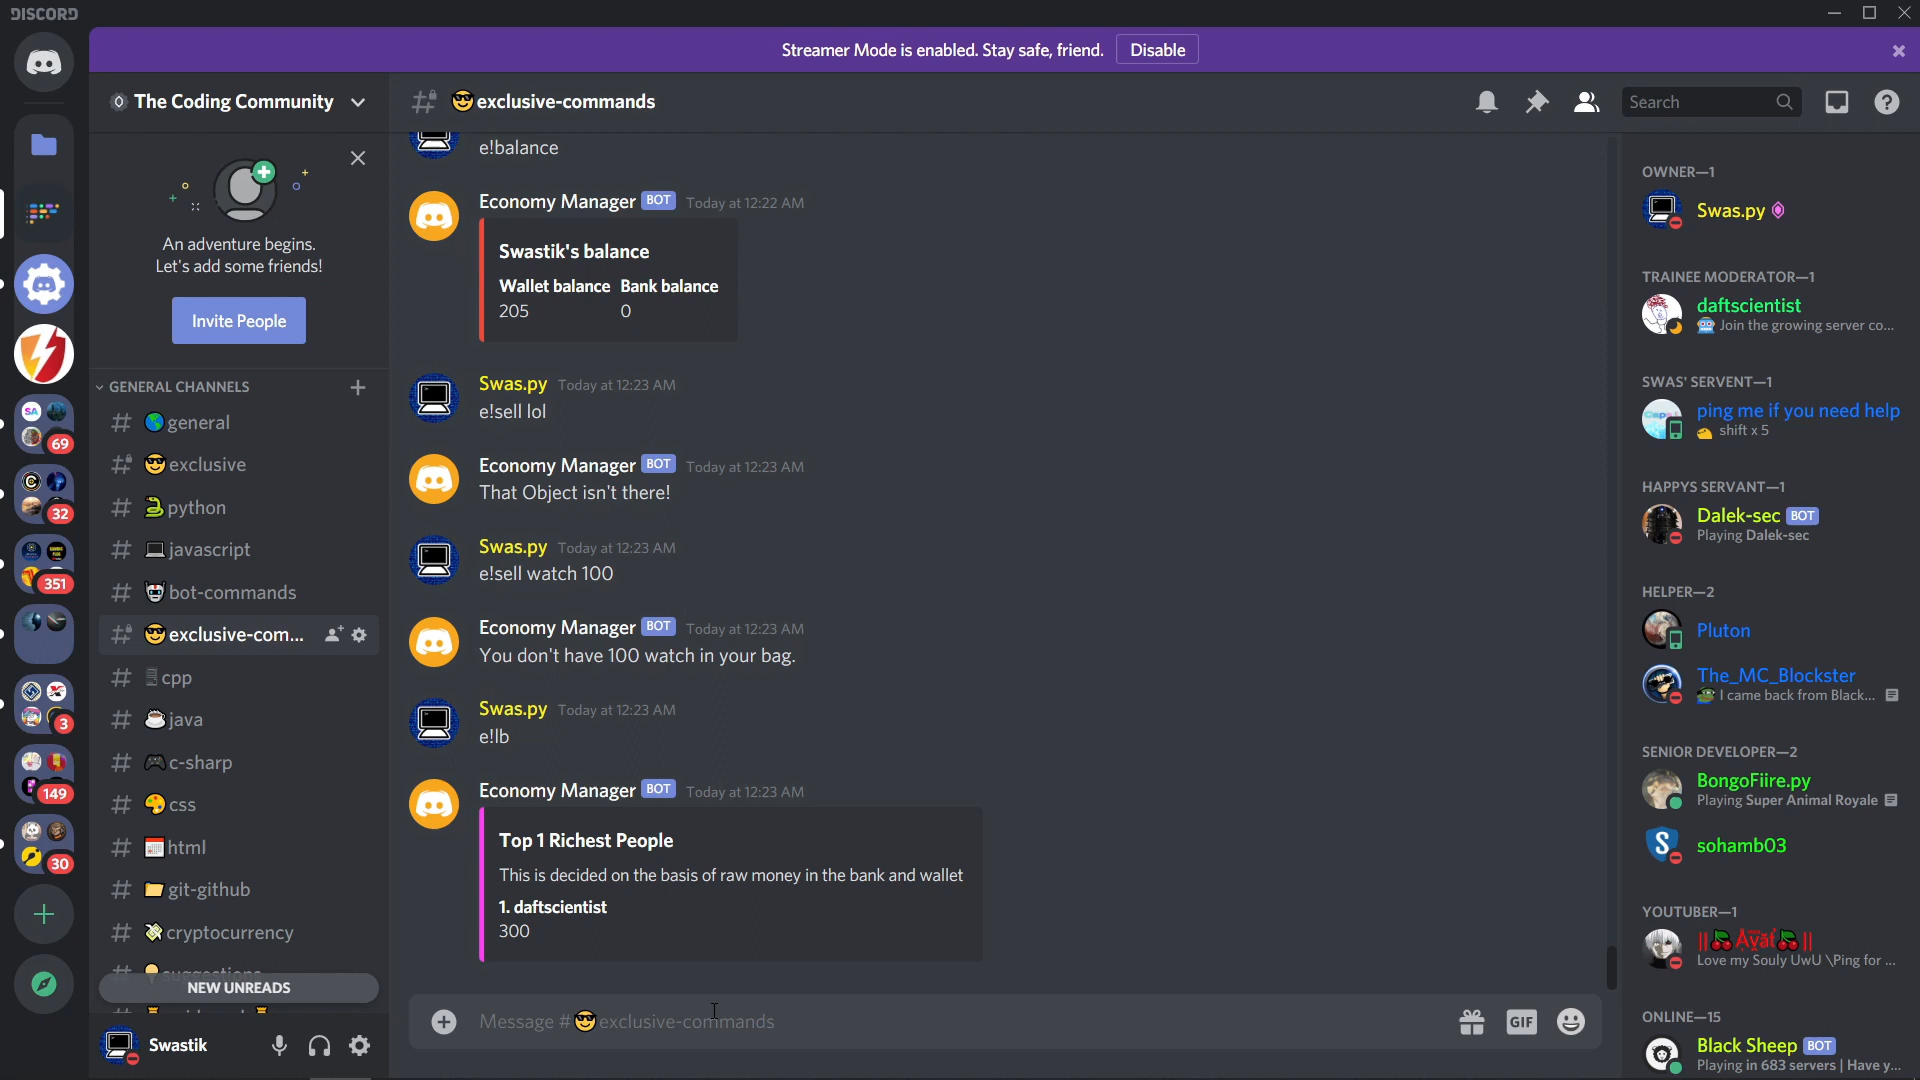 DISCORD
Streamer Mode is enabled. Stay safe, friend. Disable
The Coding Community
An adventure begins.
Let's add some friends!
Invite People
GENERAL CHANNELS
general
exclusive
python
javascript
bot-commands
exclusive-com...
cpp
java
c-sharp
css
html
git-github
cryptocurrency
suggestions
NEW UNREADS
Swastik
69
32
351
3
149
30
exclusive-commands
Search
e!balance
Economy Manager BOT Today at 12:22 AM
Swastik's balance
Wallet balance Bank balance
205 0
Swas.py Today at 12:23 AM
e!sell lol
Economy Manager BOT Today at 12:23 AM
That Object isn't there!
Swas.py Today at 12:23 AM
e!sell watch 100
Economy Manager BOT Today at 12:23 AM
You don't have 100 watch in your bag.
Swas.py Today at 12:23 AM
e!lb
Economy Manager BOT Today at 12:23 AM
Top 1 Richest People
This is decided on the basis of raw money in the bank and wallet
1. daftscientist
300
Message #😎exclusive-commands
GIF
OWNER—1
Swas.py
TRAINEE MODERATOR—1
daftscientist
Join the growing server co...
SWAS' SERVENT—1
ping me if you need help
shift x 5
HAPPYS SERVANT—1
Dalek-sec BOT
Playing Dalek-sec
HELPER—2
Pluton
The_MC_Blockster
I came back from Black...
SENIOR DEVELOPER—2
BongoFiire.py
Playing Super Animal Royale
sohamb03
YOUTUBER—1
Love my Souly UwU \Ping for ...
ONLINE—15
Black Sheep BOT
Playing in 683 servers | Have y...